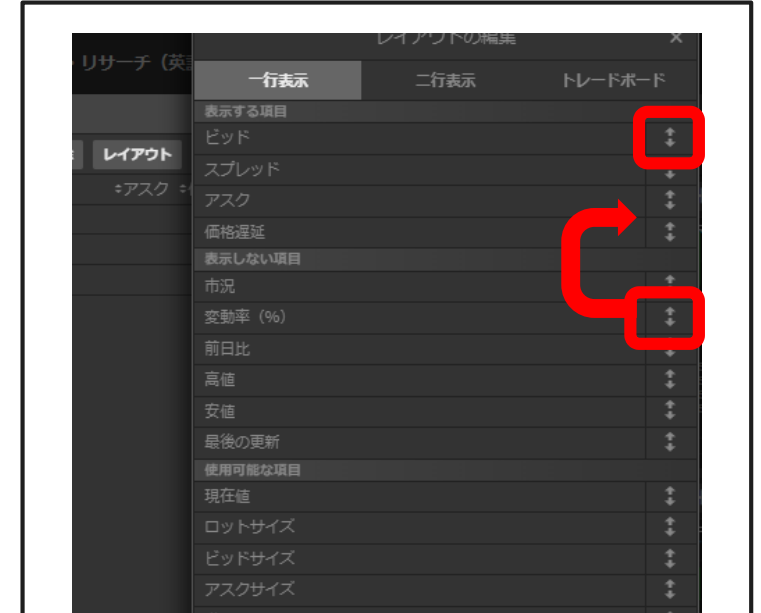 レイアウトの編集 ×
リサーチ（英
一行表示 二行表示 トレードボード
表示する項目
ビッド
レイアウト
スプレッド
アスク
アスク
価格遅延
表示しない項目
市況
変動率（%）
前日比
高値
安値
最後の更新
使用可能な項目
現在値
ロットサイズ
ビッドサイズ
アスクサイズ